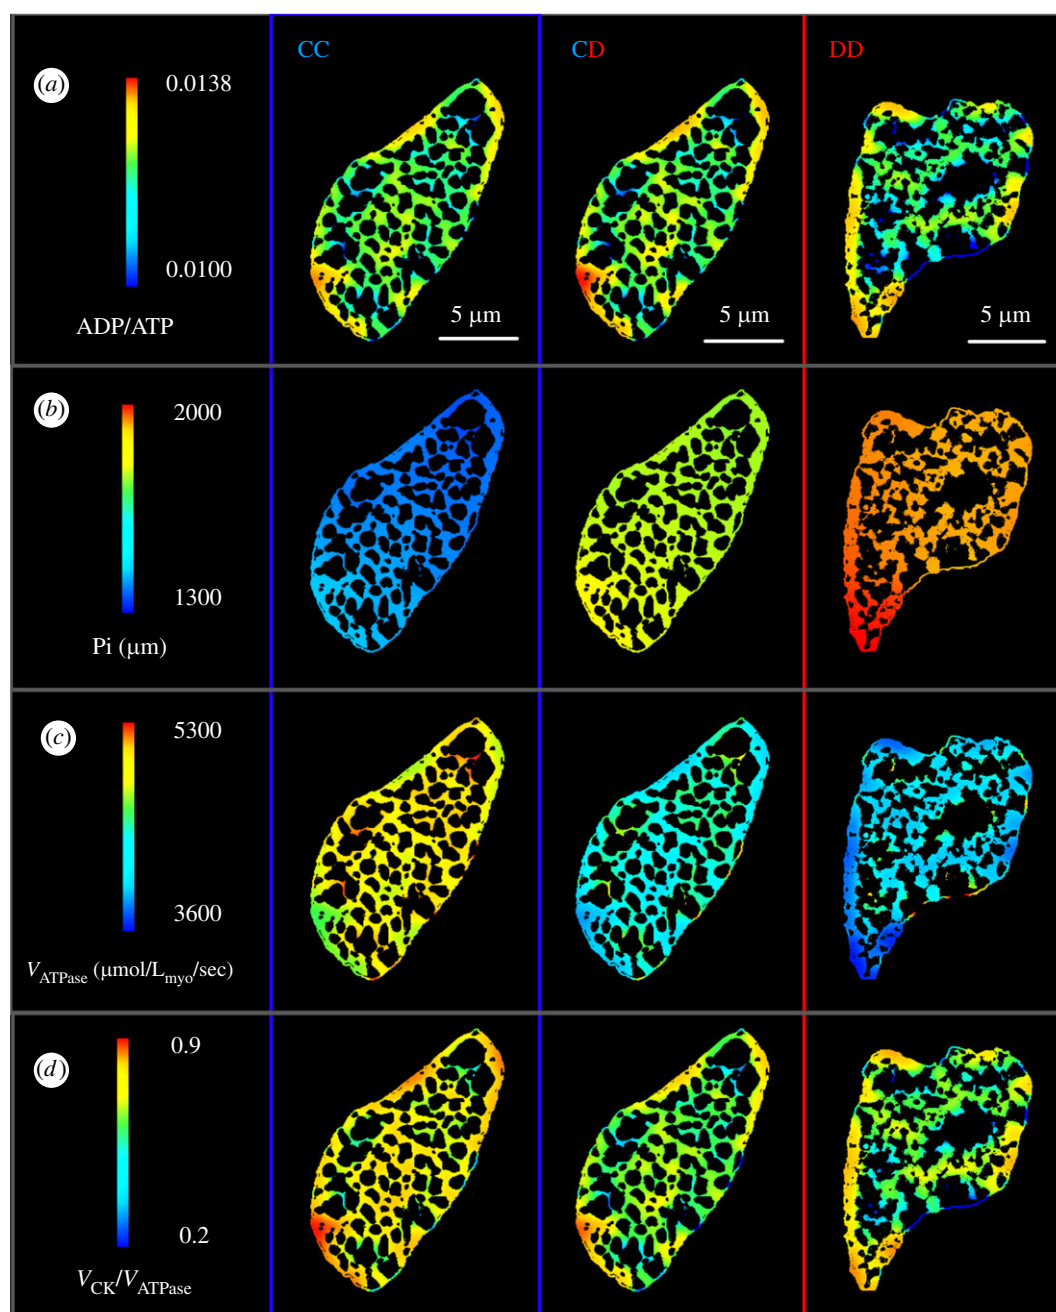 CC
CD
DD
(a)
0.0138
0.0100
ADP/ATP
5 μm
5 μm
5 μm
(b)
2000
1300
Pi (μm)
(c)
5300
3600
VATPase (μmol/Lmyo/sec)
(d)
0.9
0.2
VCK/VATPase